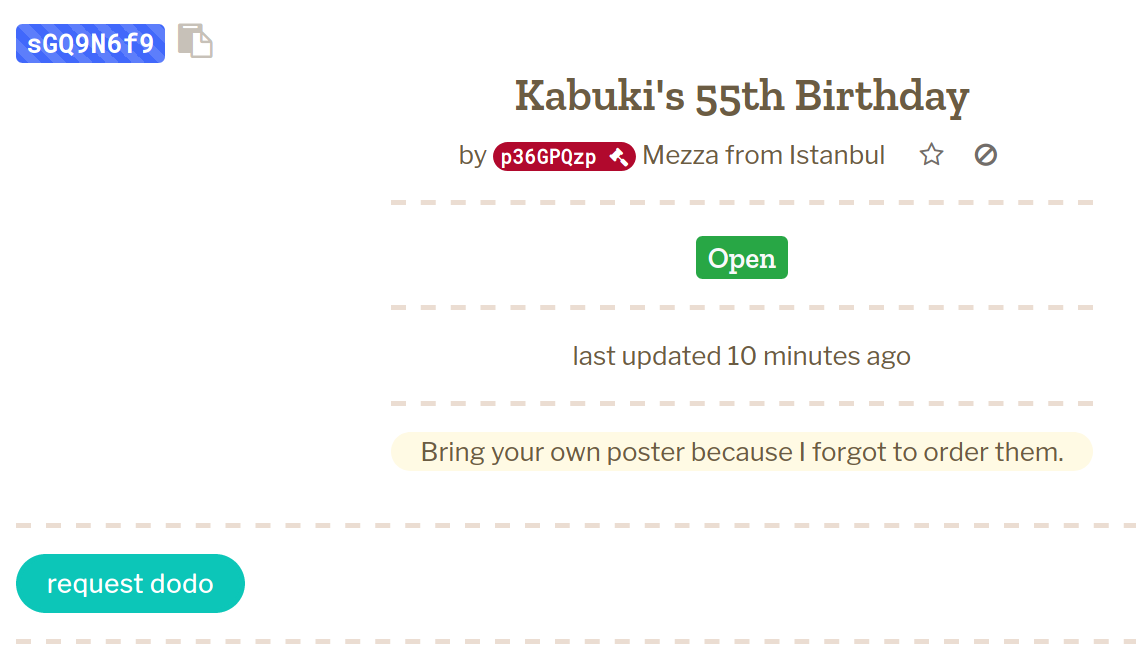 sGQ9N6f9
Kabuki's 55th Birthday
by p36GPQzp Mezza from Istanbul
Open
last updated 10 minutes ago
Bring your own poster because I forgot to order them.
request dodo